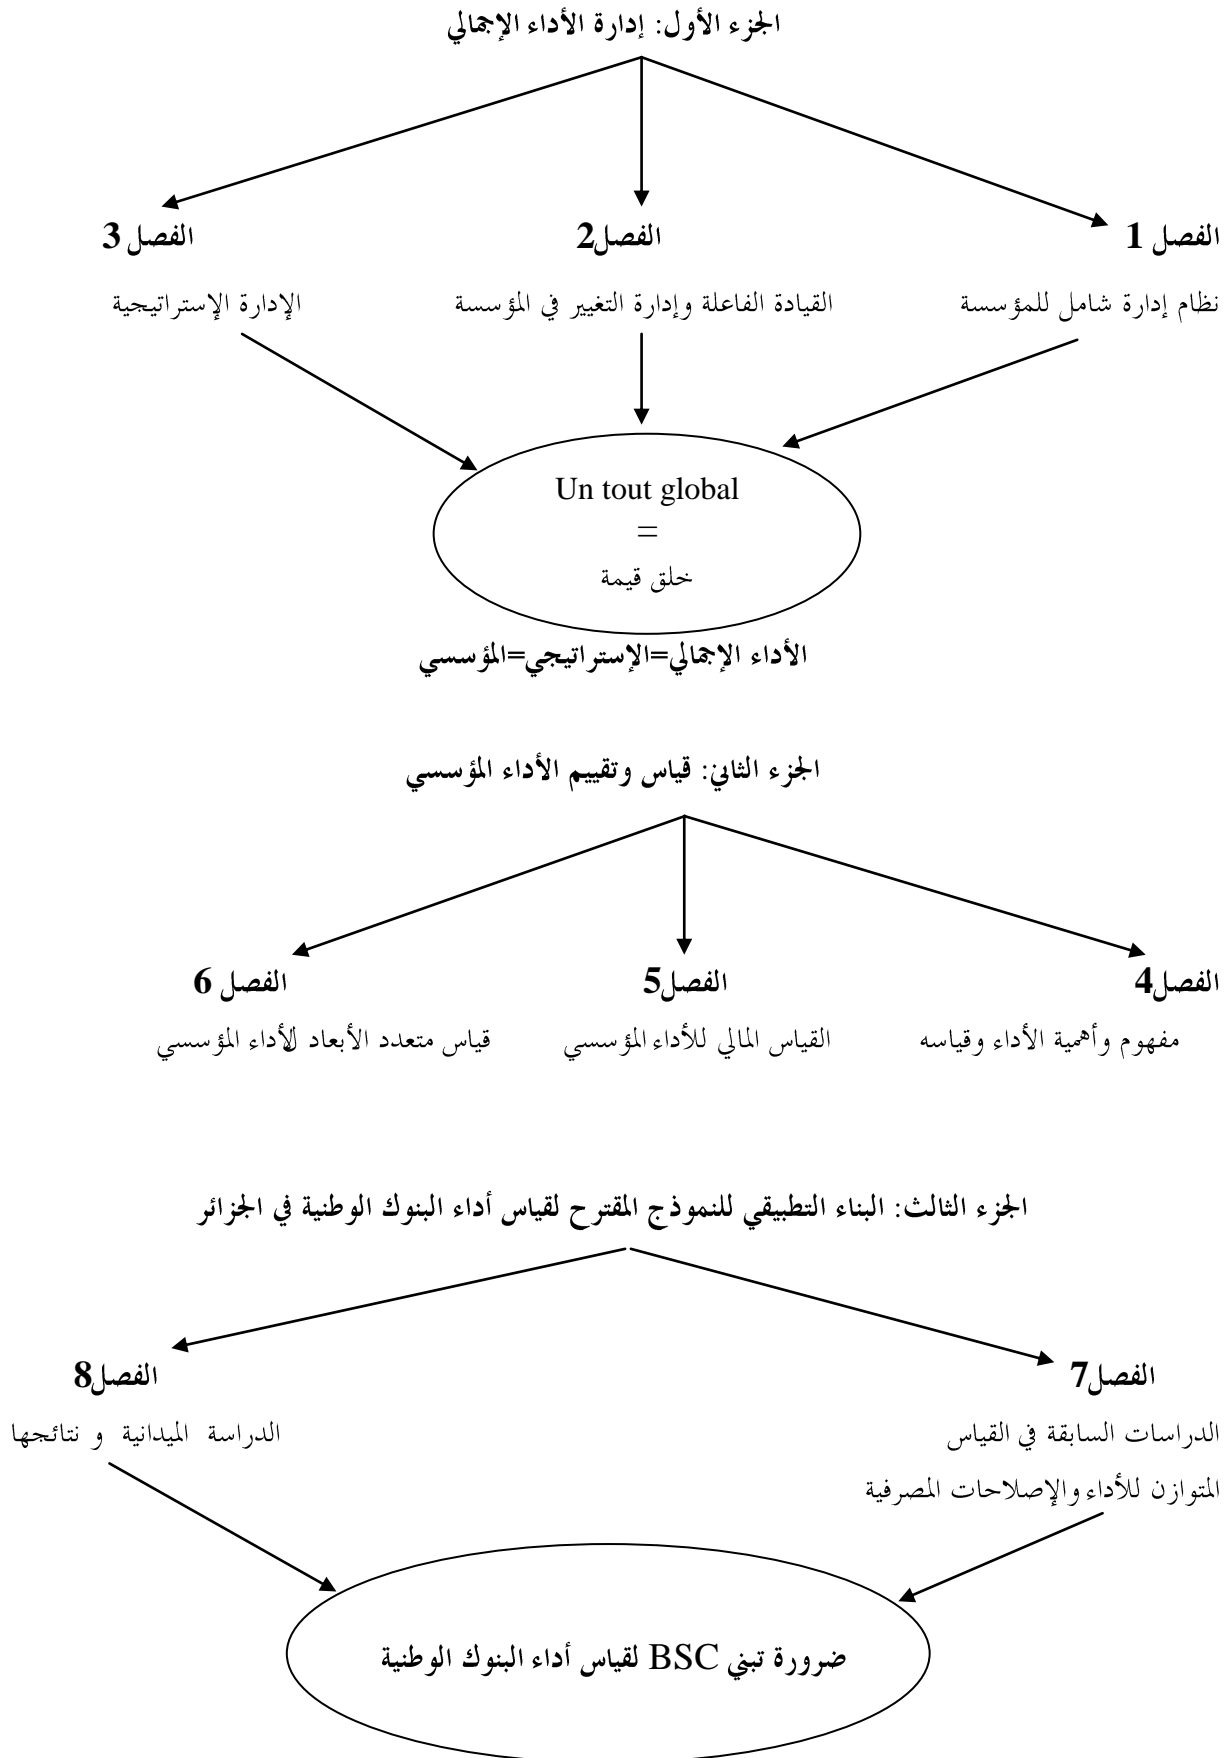 الجزء الأول: إدارة الأداء الإجمالي
الفصل 1
الفصل2
الفصل 3
نظام إدارة شامل للمؤسسة
القيادة الفاعلة وإدارة التغيير في المؤسسة
الإدارة الإستراتيجية
Un tout global
=
خلق قيمة
الأداء الإجمالي=الإستراتيجي=المؤسسي
الجزء الثاني: قياس وتقييم الأداء المؤسسي
الفصل4
الفصل5
الفصل 6
مفهوم وأهمية الأداء وقياسه
القياس المالي للأداء المؤسسي
قياس متعدد الأبعاد للأداء المؤسسي
الجزء الثالث: البناء التطبيقي للنموذج المقترح لقياس أداء البنوك الوطنية في الجزائر
الفصل7
الفصل8
الدراسات السابقة في القياس
المتوازن للأداء والإصلاحات المصرفية
الدراسة الميدانية و نتائجها
ضرورة تبني BSC لقياس أداء البنوك الوطنية